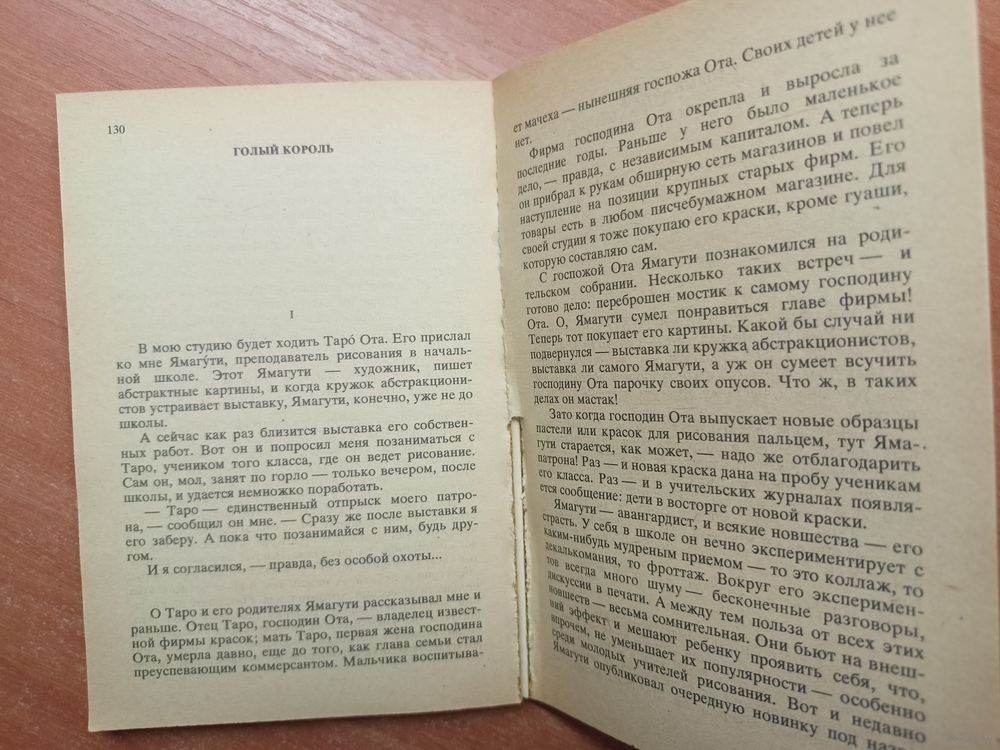 130
ГОЛЫЙ КОРОЛЬ
I
В мою студию будет ходить Таро́ Ота. Его прислал
ко мне Ямагу́ти, преподаватель рисования в началь-
ной школе. Этот Ямагути — художник, пишет
абстрактные картины, и когда кружок абстракциони-
стов устраивает выставку, Ямагути, конечно, уже не до
школы.
А сейчас как раз близится выставка его собствен-
ных работ. Вот он и попросил меня позаниматься с
Таро, учеником того класса, где он ведет рисование.
Сам он, мол, занят по горло — только вечером, после
школы, и удается немножко поработать.
— Таро — единственный отпрыск моего патро-
на, — сообщил он мне. — Сразу же после выставки я
его заберу. А пока что позанимайся с ним, будь дру-
гом.
И я согласился, — правда, без особой охоты...
О Таро и его родителях Ямагути рассказывал мне и
раньше. Отец Таро, господин Ота, — владелец извест-
ной фирмы красок; мать Таро, первая жена господина
Ота, умерла давно, еще до того, как глава семьи стал
преуспевающим коммерсантом. Мальчика воспитыва-
ет мачеха — нынешняя госпожа Ота. Своих детей у нее
нет.
Фирма господина Ота окрепла и выросла за
последние годы. Раньше у него было маленькое
дело, — правда, с независимым капиталом. А теперь
он прибрал к рукам обширную сеть магазинов и повел
наступление на позиции крупных старых фирм. Его
товары есть в любом писчебумажном магазине. Для
своей студии я тоже покупаю его краски, кроме гуаши,
которую составляю сам.
С госпожой Ота Ямагути познакомился на роди-
тельском собрании. Несколько таких встреч — и
готово дело: переброшен мостик к самому господину
Ота. О, Ямагути сумел понравиться главе фирмы!
Теперь тот покупает его картины. Какой бы случай ни
подвернулся — выставка ли кружка абстракционистов,
выставка ли самого Ямагути, а уж он сумеет всучить
господину Ота парочку своих опусов. Что ж, в таких
делах он мастак!
Зато когда господин Ота выпускает новые образцы
пастели или красок для рисования пальцем, тут Яма-
гути старается, как может, — надо же отблагодарить
патрона! Раз — и новая краска дана на пробу ученикам
его класса. Раз — и в учительских журналах появля-
ется сообщение: дети в восторге от новой краски.
Ямагути — авангардист, и всякие новшества — его
страсть. У себя в школе он вечно экспериментирует с
каким-нибудь мудреным приемом — то это коллаж, то
декалькомания, то фроттаж. Вокруг его эксперимен-
тов всегда много шуму — бесконечные разговоры,
дискуссии в печати. А между тем польза от всех этих
новшеств — весьма сомнительная. Они бьют на внеш-
ний эффект и мешают ребенку проявить себя, что,
впрочем, не уменьшает их популярности — особенно
среди молодых учителей рисования. Вот и недавно
Ямагути опубликовал очередную новинку под